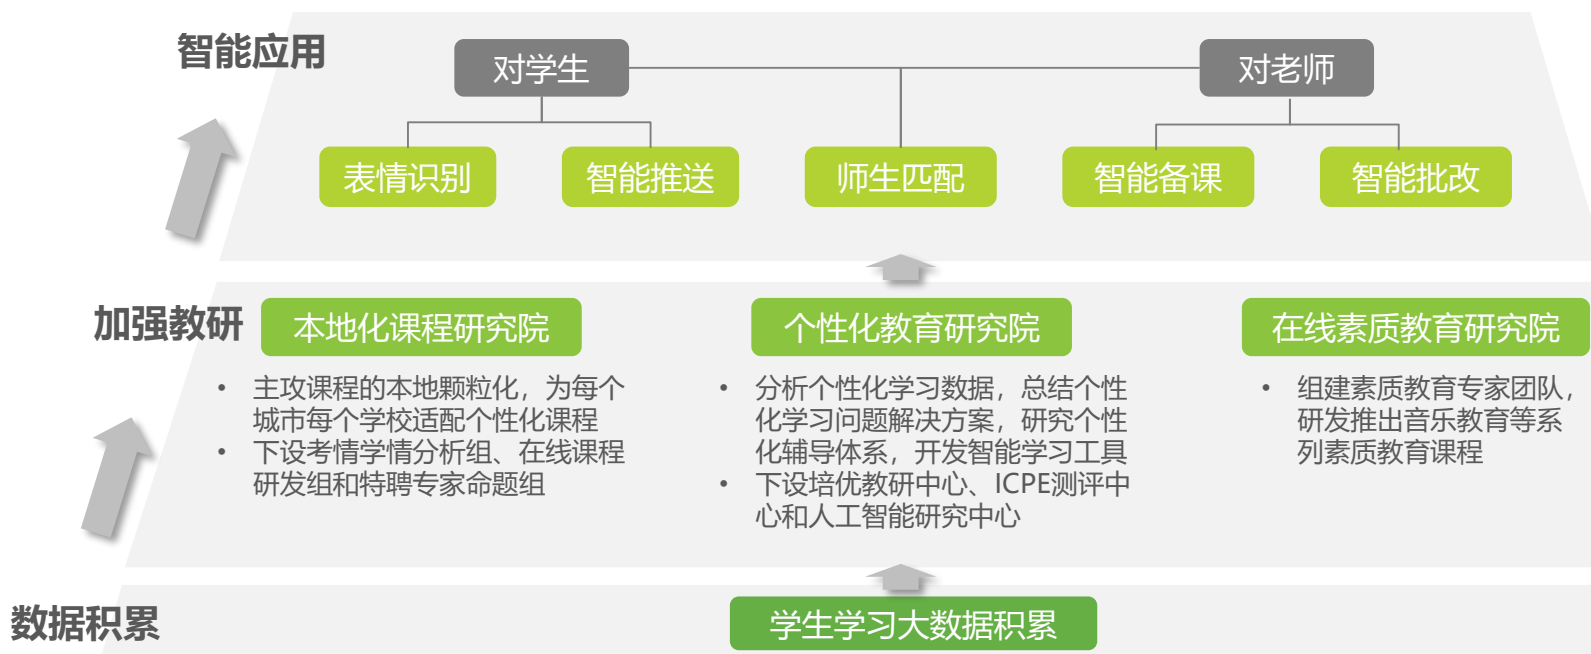 智能应用
对学生
对老师
表情识别
智能推送
师生匹配
智能备课
智能批改
加强教研
本地化课程研究院
• 主攻课程的本地颗粒化，为每个
城市每个学校适配个性化课程
• 下设考情学情分析组、在线课程
研发组和特聘专家命题组
个性化教育研究院
• 分析个性化学习数据，总结个性
化学习问题解决方案，研究个性
化辅导体系，开发智能学习工具
• 下设培优教研中心、ICPE测评中
心和人工智能研究中心
在线素质教育研究院
• 组建素质教育专家团队，
研发推出音乐教育等系
列素质教育课程
数据积累
学生学习大数据积累